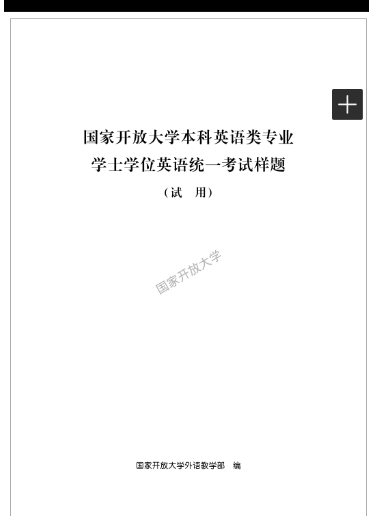 国家开放大学本科英语类专业
学士学位英语统一考试样题
(试 用)
国家开放大学
国家开放大学外语教学部 编